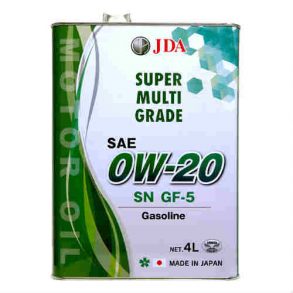 JDA
SUPER
MULTI
GRADE
SAE
0W-20
SN GF-5
Gasoline
NET. 4L
MADE IN JAPAN
MOTOR OIL